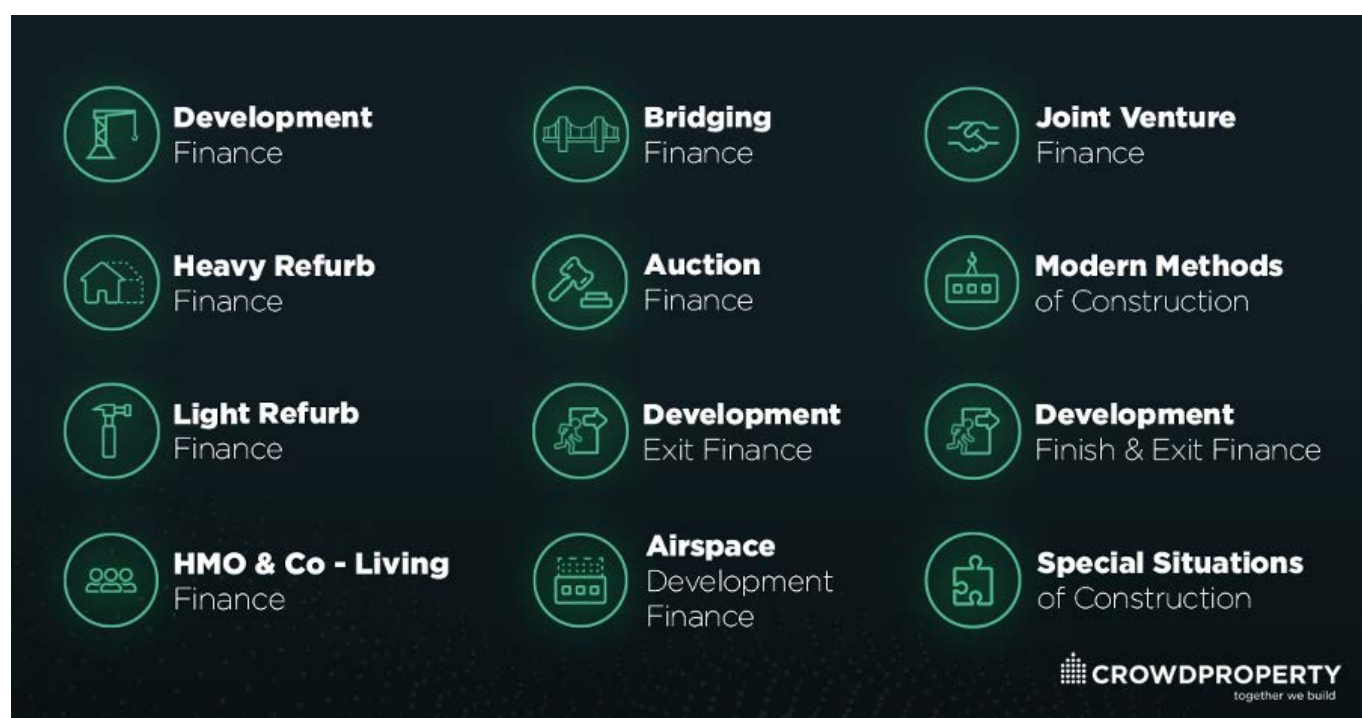 Development
Finance
Bridging
Finance
Joint Venture
Finance
Heavy Refurb
Finance
Auction
Finance
Modern Methods
of Construction
Light Refurb
Finance
Development
Exit Finance
Development
Finish & Exit Finance
HMO & Co - Living
Finance
Airspace
Development
Finance
Special Situations
of Construction
CROWDPROPERTY
together we build